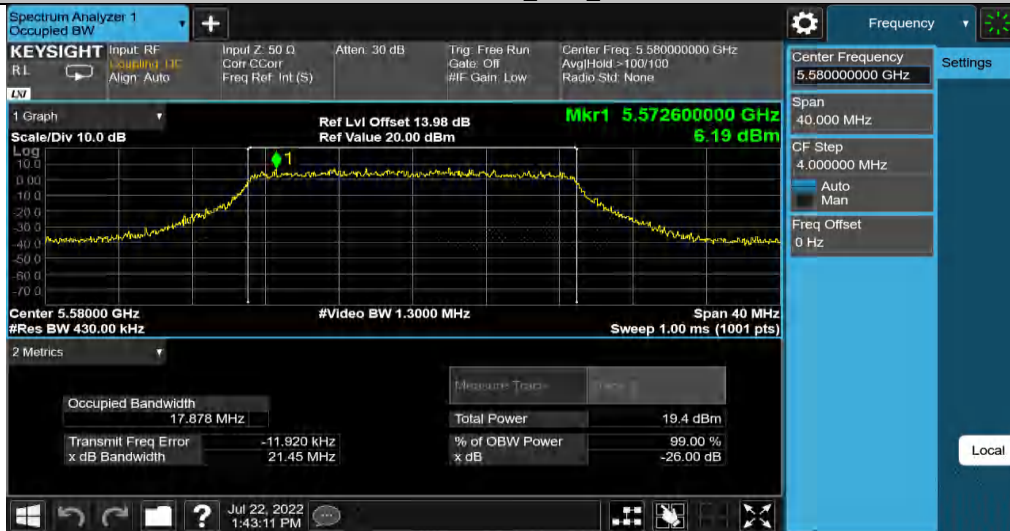 Spectrum Analyzer 1
Occupied BW
Frequency
KEYSIGHT Input: RF Input Z: 50 Ω Atten: 30 dB Trig: Free Run Center Freq: 5.580000000 GHz
R L Coupling: DC Corr CCorr Gate: Off Avg|Hold >100/100
Align: Auto Freq Ref: Int (S) #IF Gain: Low Radio Std: None
LXI
Center Frequency
5.580000000 GHz
Settings
Span
40.000 MHz
CF Step
4.000000 MHz
Auto
Man
Freq Offset
0 Hz
Local
1 Graph
Ref Lvl Offset 13.98 dB
Mkr1 5.572600000 GHz
Scale/Div 10.0 dB
Ref Value 20.00 dBm
6.19 dBm
Log
1
10.0
0.00
-10.0
-20.0
-30.0
-40.0
-50.0
-60.0
-70.0
Center 5.58000 GHz #Video BW 1.3000 MHz Span 40 MHz
#Res BW 430.00 kHz Sweep 1.00 ms (1001 pts)
2 Metrics
Measure Trace
Occupied Bandwidth
17.878 MHz
Total Power 19.4 dBm
Transmit Freq Error -11.920 kHz % of OBW Power 99.00 %
x dB Bandwidth 21.45 MHz x dB -26.00 dB
?
Jul 22, 2022
1:43:11 PM